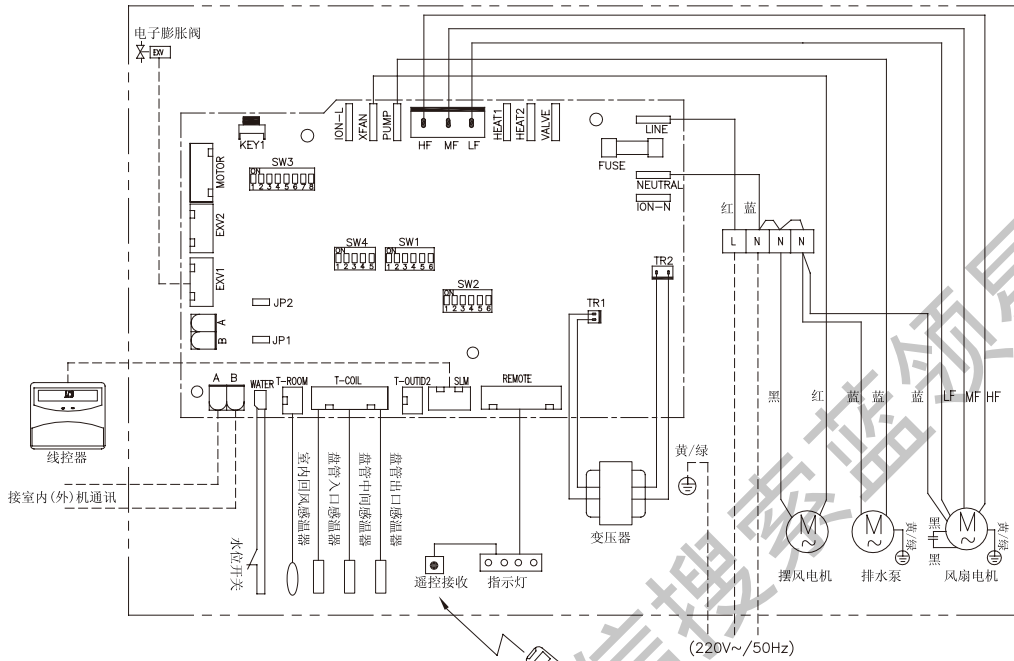 电子膨胀阀
EXV
ION-L
XFAN
PUMP
HF MF LF
HEAT1
HEAT2
VALVE
LINE
FUSE
NEUTRAL
ION-N
KEY1
MOTOR
EXV2
EXV1
A
B
SW3
ON
1 2 3 4 5 6 7 8
SW4
ON
1 2 3 4 5
SW1
ON
1 2 3 4 5 6
SW2
ON
1 2 3 4 5 6
TR2
TR1
JP2
JP1
A B
WATER
T-ROOM
T-COIL
T-OUTID2
SLM
REMOTE
红 蓝
L N N N
黑 红 蓝 蓝 蓝 LF MF HF
线控器
接室内(外)机通讯
水位开关
室内回风感温器
盘管入口感温器
盘管中间感温器
盘管出口感温器
遥控接收
指示灯
变压器
黄/绿
M
~
摆风电机
M
~
黄/绿
排水泵
黑
黑
M
~
黄/绿
风扇电机
(220V~/50Hz)
信搜索蓝领星